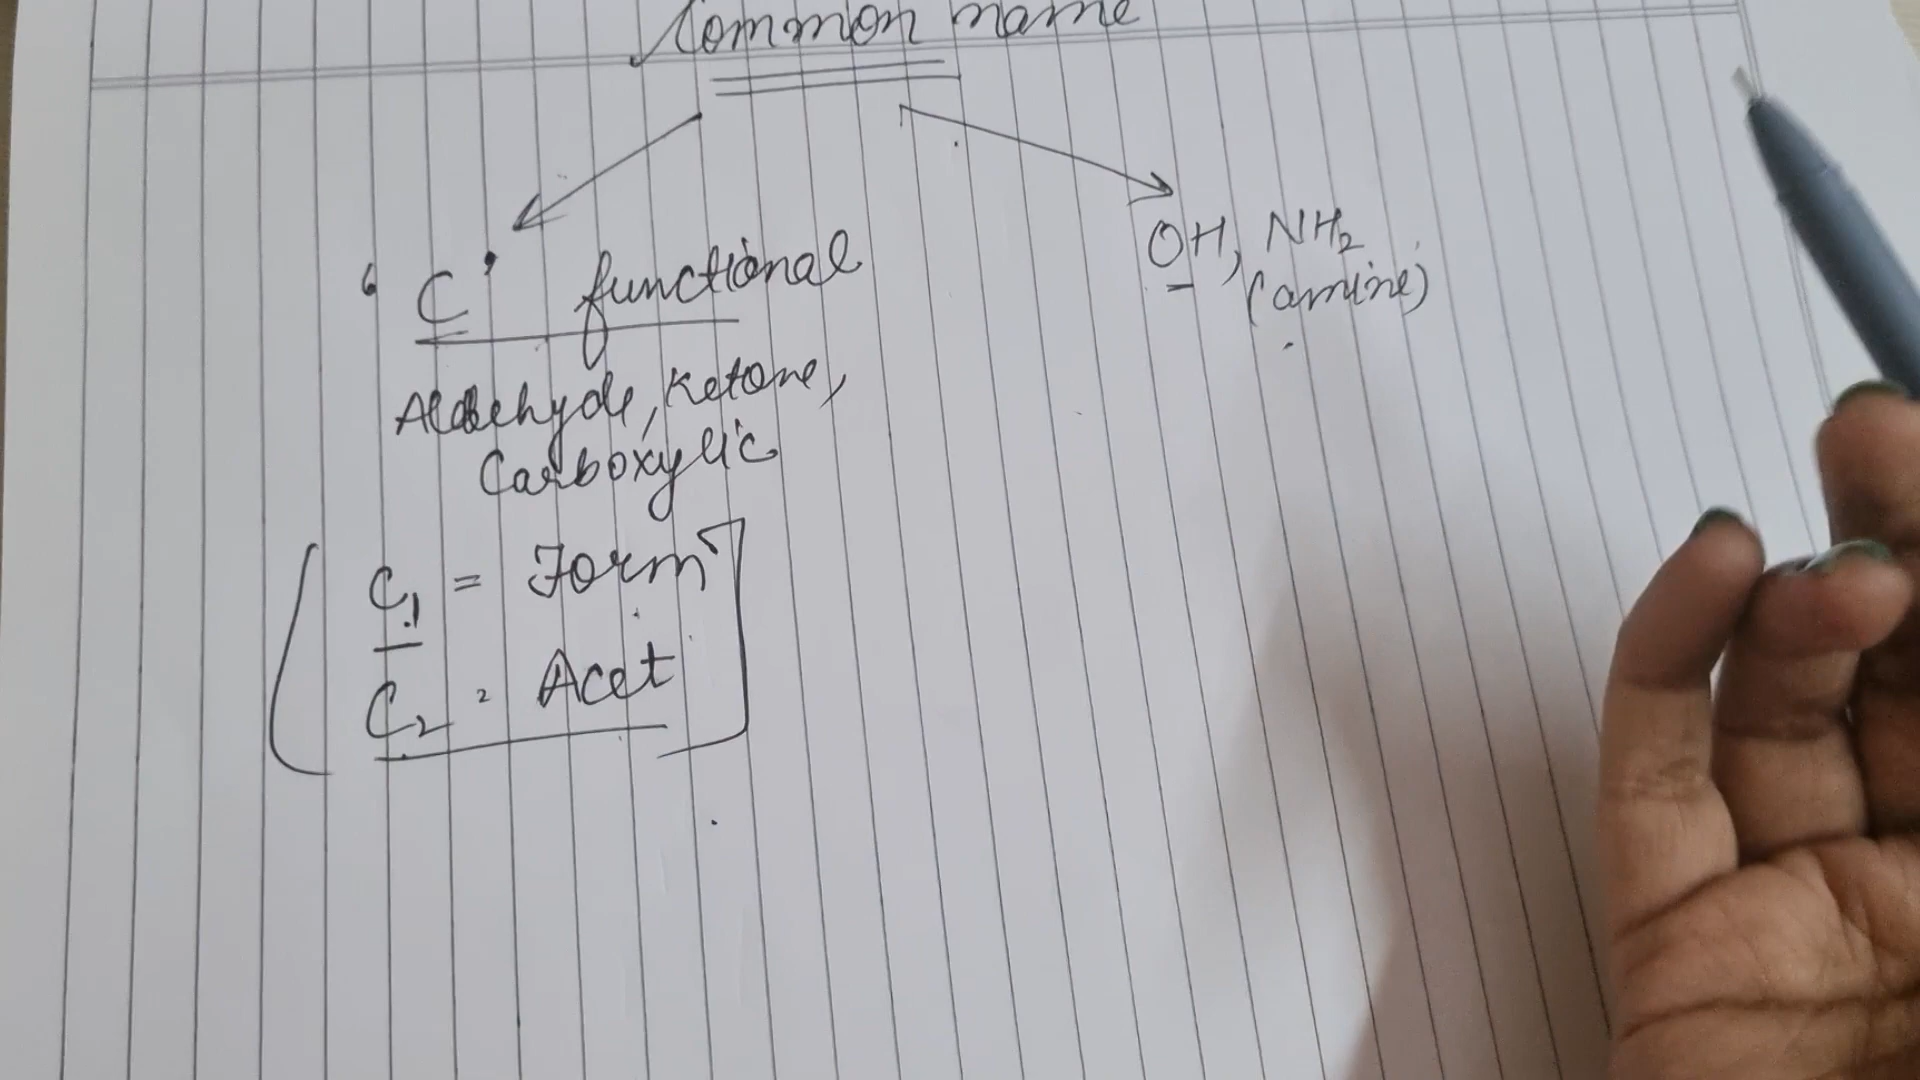 Common name
'C' functional
Aldehyde, Ketone,
Carboxylic
C1 = Form
C2 = Acet
OH, NH2
(amine)